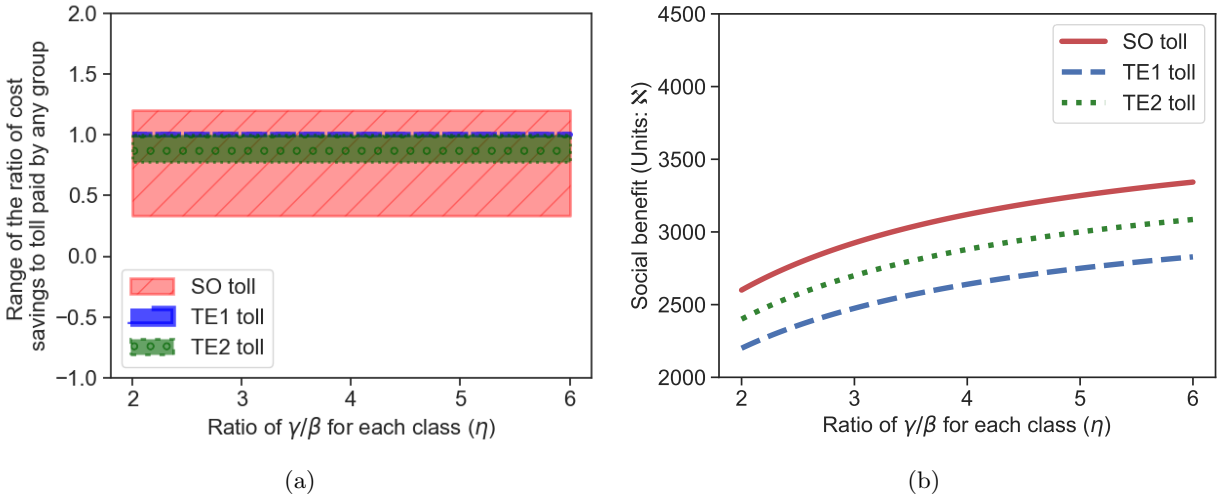 Range of the ratio of cost
savings to toll paid by any group
2.0
1.5
1.0
0.5
0.0
−0.5
−1.0
SO toll
TE1 toll
TE2 toll
2 3 4 5 6
Ratio of γ/β for each class (η)
(a)
Social benefit (Units: ℵ)
4500
4000
3500
3000
2500
2000
SO toll
TE1 toll
TE2 toll
2 3 4 5 6
Ratio of γ/β for each class (η)
(b)